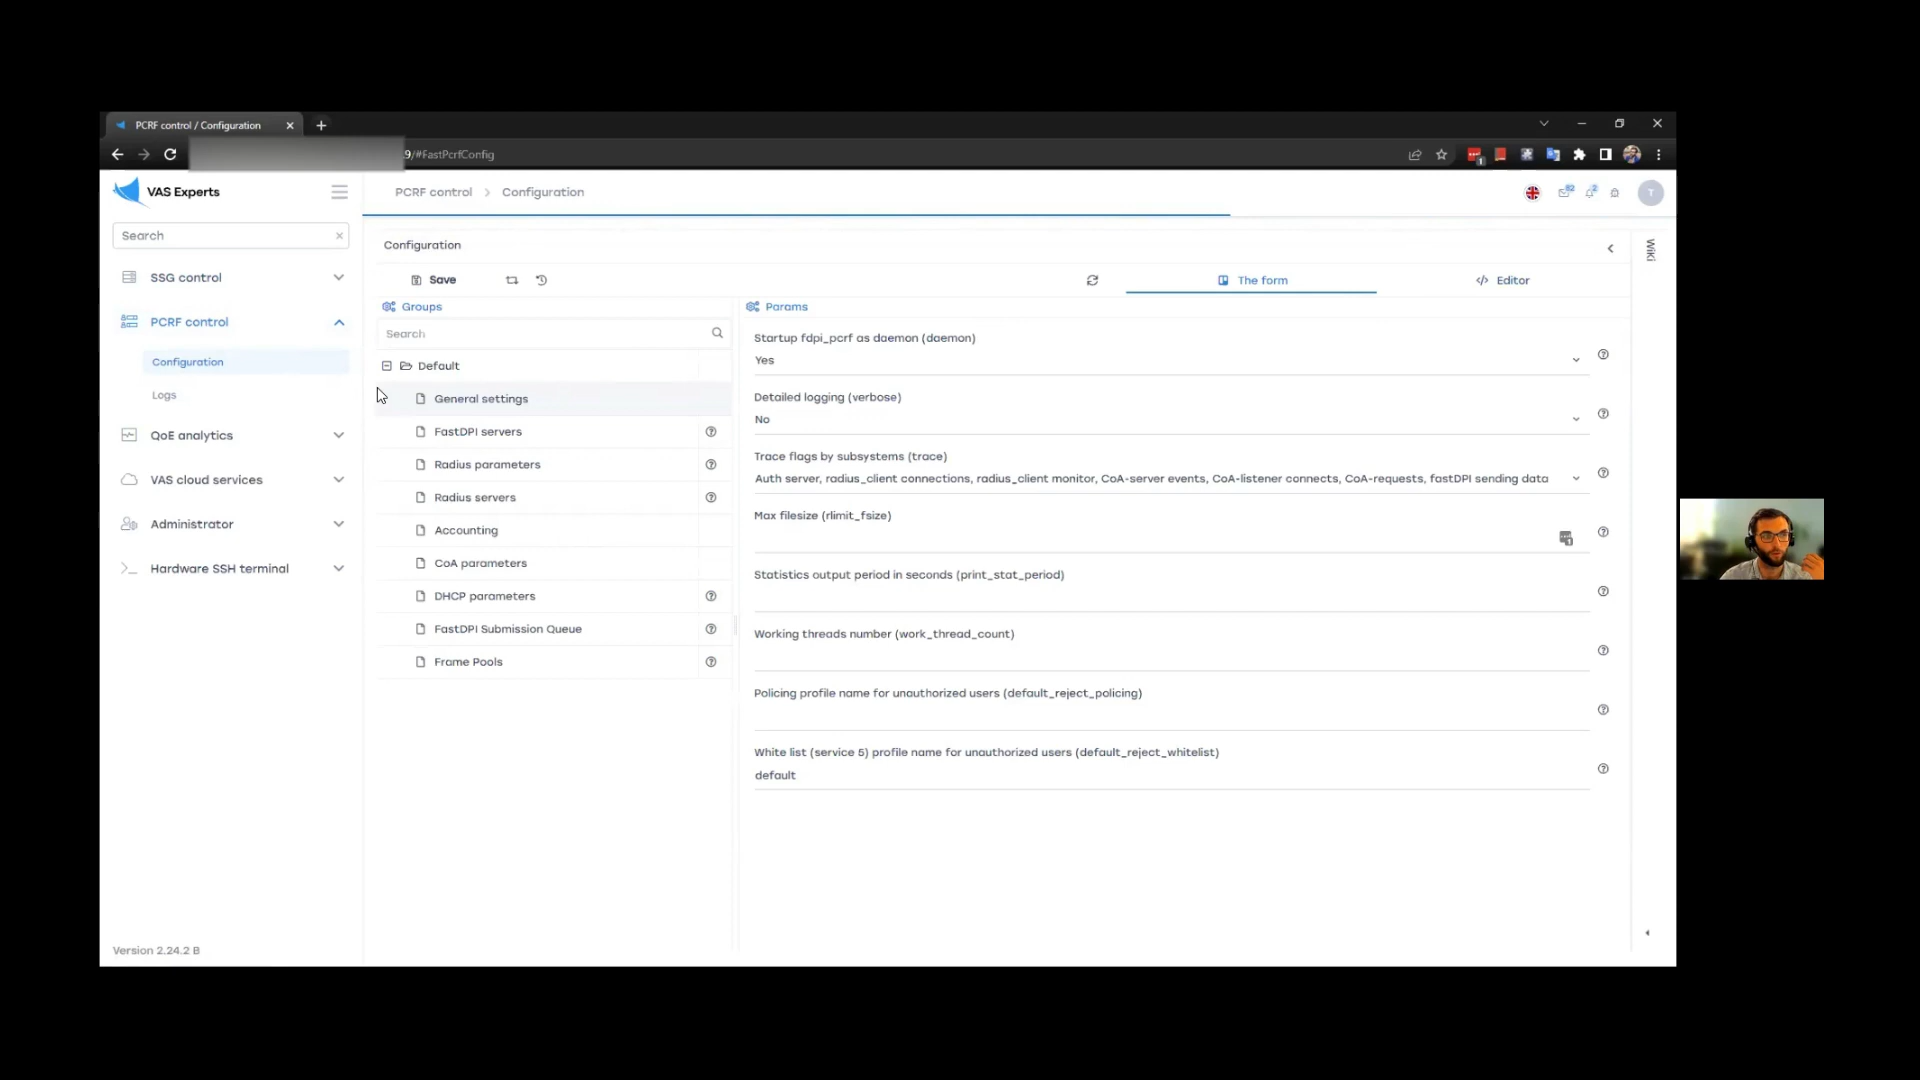 PCRF control / Configuration
9/#FastPcrfConfig
1
VAS Experts
PCRF control > Configuration
92
2
T
Search
Configuration
Wiki
SSG control
Save
The form
</> Editor
Groups
Params
PCRF control
Search
Startup fdpi_pcrf as daemon (daemon)
Yes
Configuration
Default
Logs
General settings
Detailed logging (verbose)
No
QoE analytics
FastDPI servers
Radius parameters
Trace flags by subsystems (trace)
Auth server, radius_client connections, radius_client monitor, CoA-server events, CoA-listener connects, CoA-requests, fastDPI sending data
VAS cloud services
Radius servers
Administrator
Accounting
Max filesize (rlimit_fsize)
Hardware SSH terminal
CoA parameters
Statistics output period in seconds (print_stat_period)
DHCP parameters
FastDPI Submission Queue
Working threads number (work_thread_count)
Frame Pools
Policing profile name for unauthorized users (default_reject_policing)
White list (service 5) profile name for unauthorized users (default_reject_whitelist)
default
Version 2.24.2 B